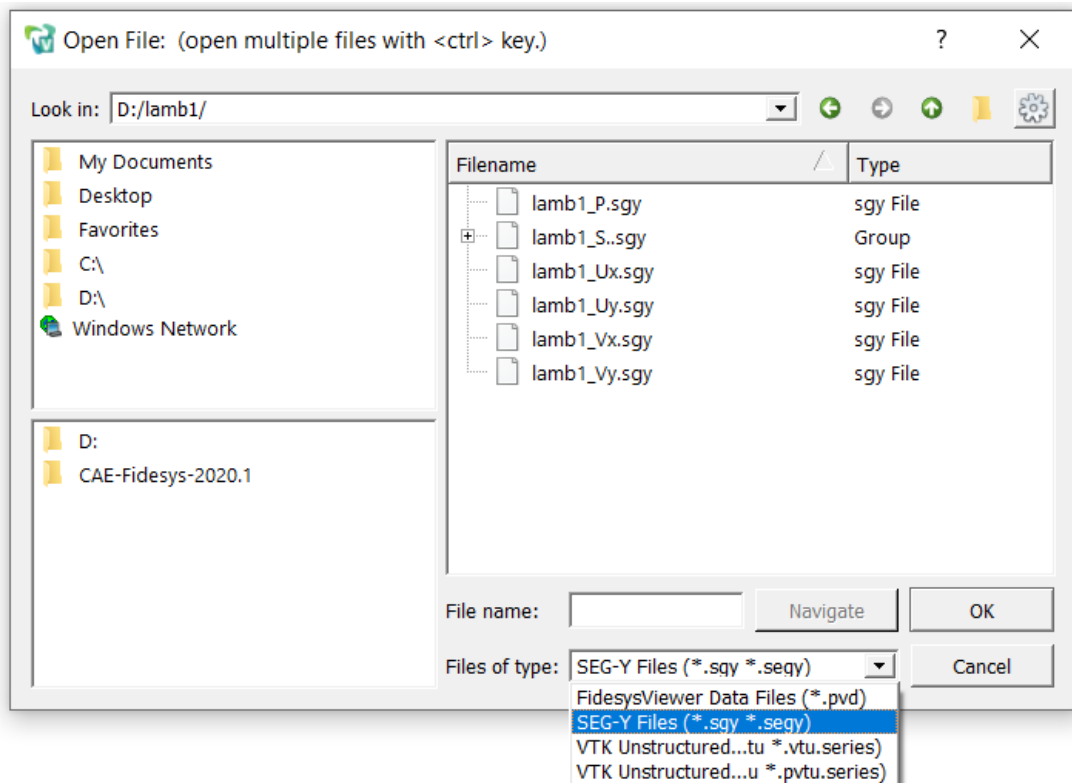 Open File: (open multiple files with <ctrl> key.)
?
Look in: D:/lamb1/
My Documents
Desktop
Favorites
C:\
D:\
Windows Network
D:
CAE-Fidesys-2020.1
Filename Type
lamb1_P.sgy sgy File
lamb1_S..sgy Group
lamb1_Ux.sgy sgy File
lamb1_Uy.sgy sgy File
lamb1_Vx.sgy sgy File
lamb1_Vy.sgy sgy File
File name: Navigate OK
Files of type: SEG-Y Files (*.sgy *.segy) Cancel
FidesysViewer Data Files (*.pvd)
SEG-Y Files (*.sgy *.segy)
VTK Unstructured...tu *.vtu.series)
VTK Unstructured...u *.pvtu.series)